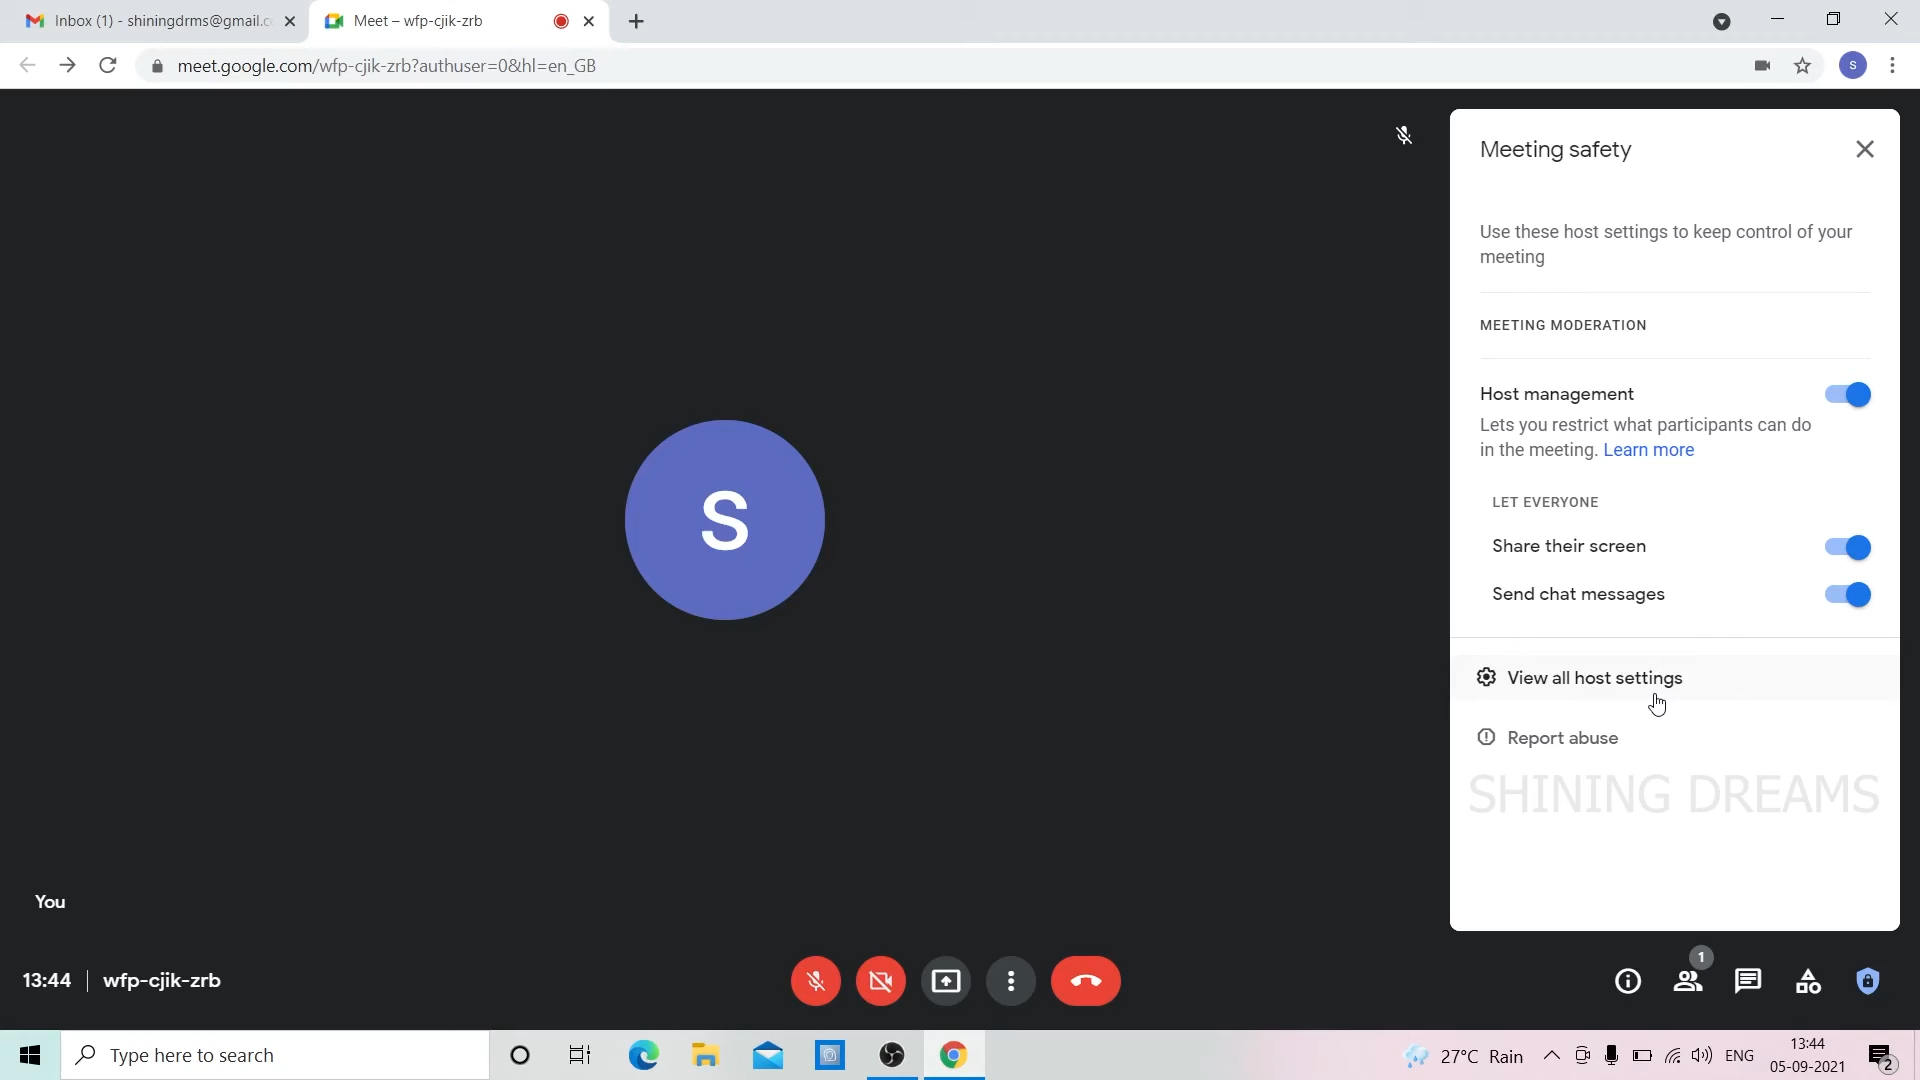 Inbox (1) - shiningdrms@gmail.c
Meet – wfp-cjik-zrb
meet.google.com/wfp-cjik-zrb?authuser=0&hl=en_GB
S
Meeting safety
Use these host settings to keep control of your
meeting
MEETING MODERATION
Host management
Lets you restrict what participants can do
in the meeting. Learn more
LET EVERYONE
Share their screen
Send chat messages
View all host settings
Report abuse
SHINING DREAMS
S
You
13:44 | wfp-cjik-zrb
1
Type here to search
27°C Rain
ENG
13:44
05-09-2021
2